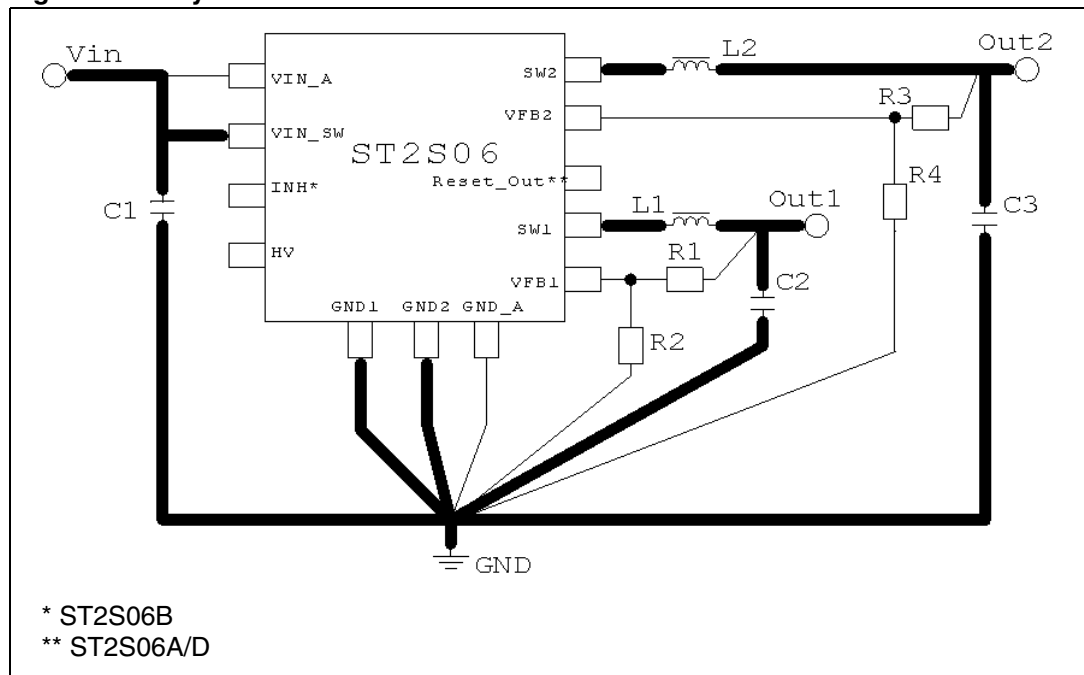 Vin
L2
Out2
VIN_A
SW2
R3
VFB2
VIN_SW
ST2S06
Reset_Out**
R4
INH*
C1
L1
Out1
C3
SW1
HV
R1
VFB1
C2
GND1 GND2 GND_A
R2
GND
* ST2S06B
** ST2S06A/D